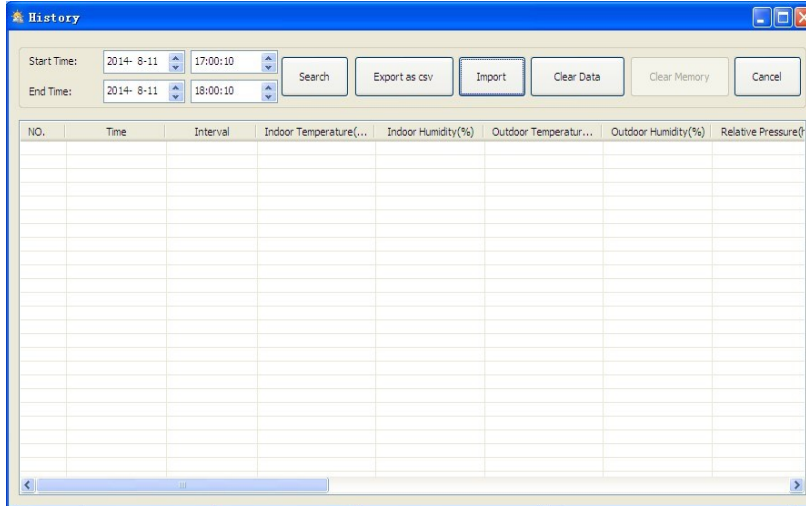 History
Start Time: 2014- 8-11 17:00:10
Search Export as csv Import Clear Data Clear Memory Cancel
End Time: 2014- 8-11 18:00:10
NO. Time Interval Indoor Temperature(... Indoor Humidity(%) Outdoor Temperatur... Outdoor Humidity(%) Relative Pressure(h